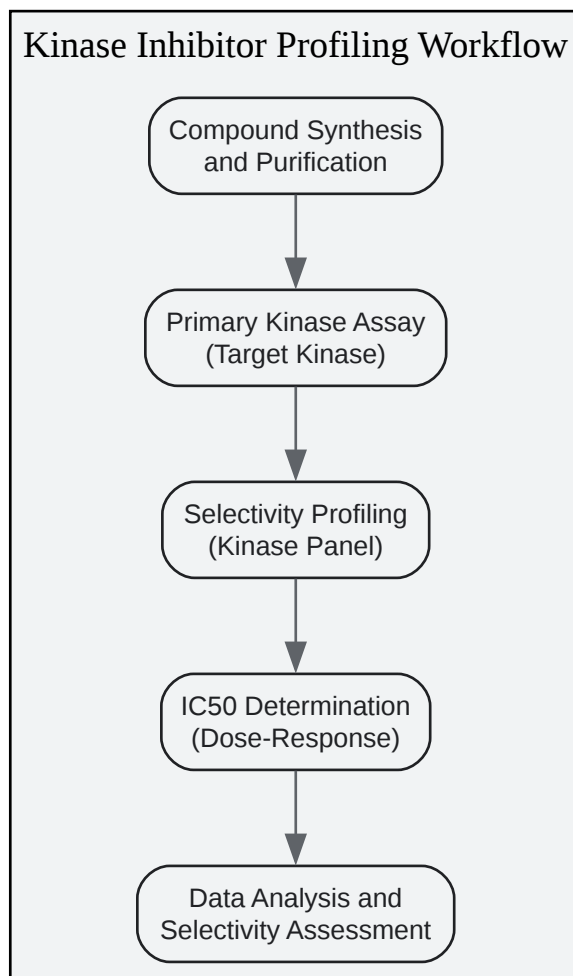 Kinase Inhibitor Profiling Workflow
Compound Synthesis
and Purification
Primary Kinase Assay
(Target Kinase)
Selectivity Profiling
(Kinase Panel)
IC50 Determination
(Dose-Response)
Data Analysis and
Selectivity Assessment